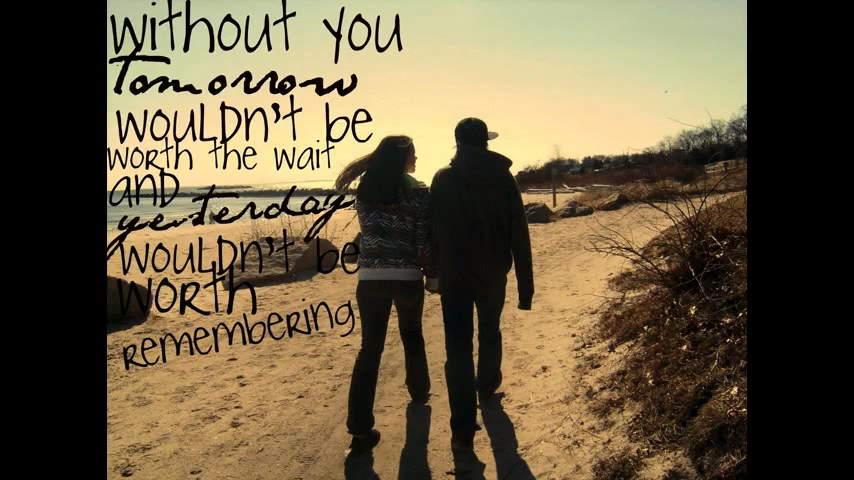 without you
tomorrow
wouldn't be
worth the wait
and
yesterday
wouldn't be
worth
remembering